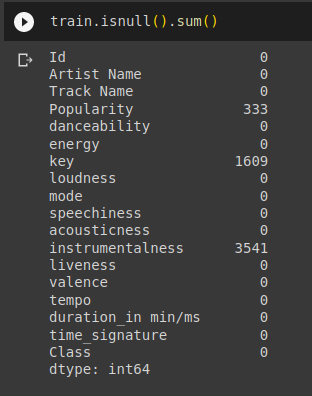 train.isnull().sum()
Id 0
Artist Name 0
Track Name 0
Popularity 333
danceability 0
energy 0
key 1609
loudness 0
mode 0
speechiness 0
acousticness 0
instrumentalness 3541
liveness 0
valence 0
tempo 0
duration_in min/ms 0
time_signature 0
Class 0
dtype: int64